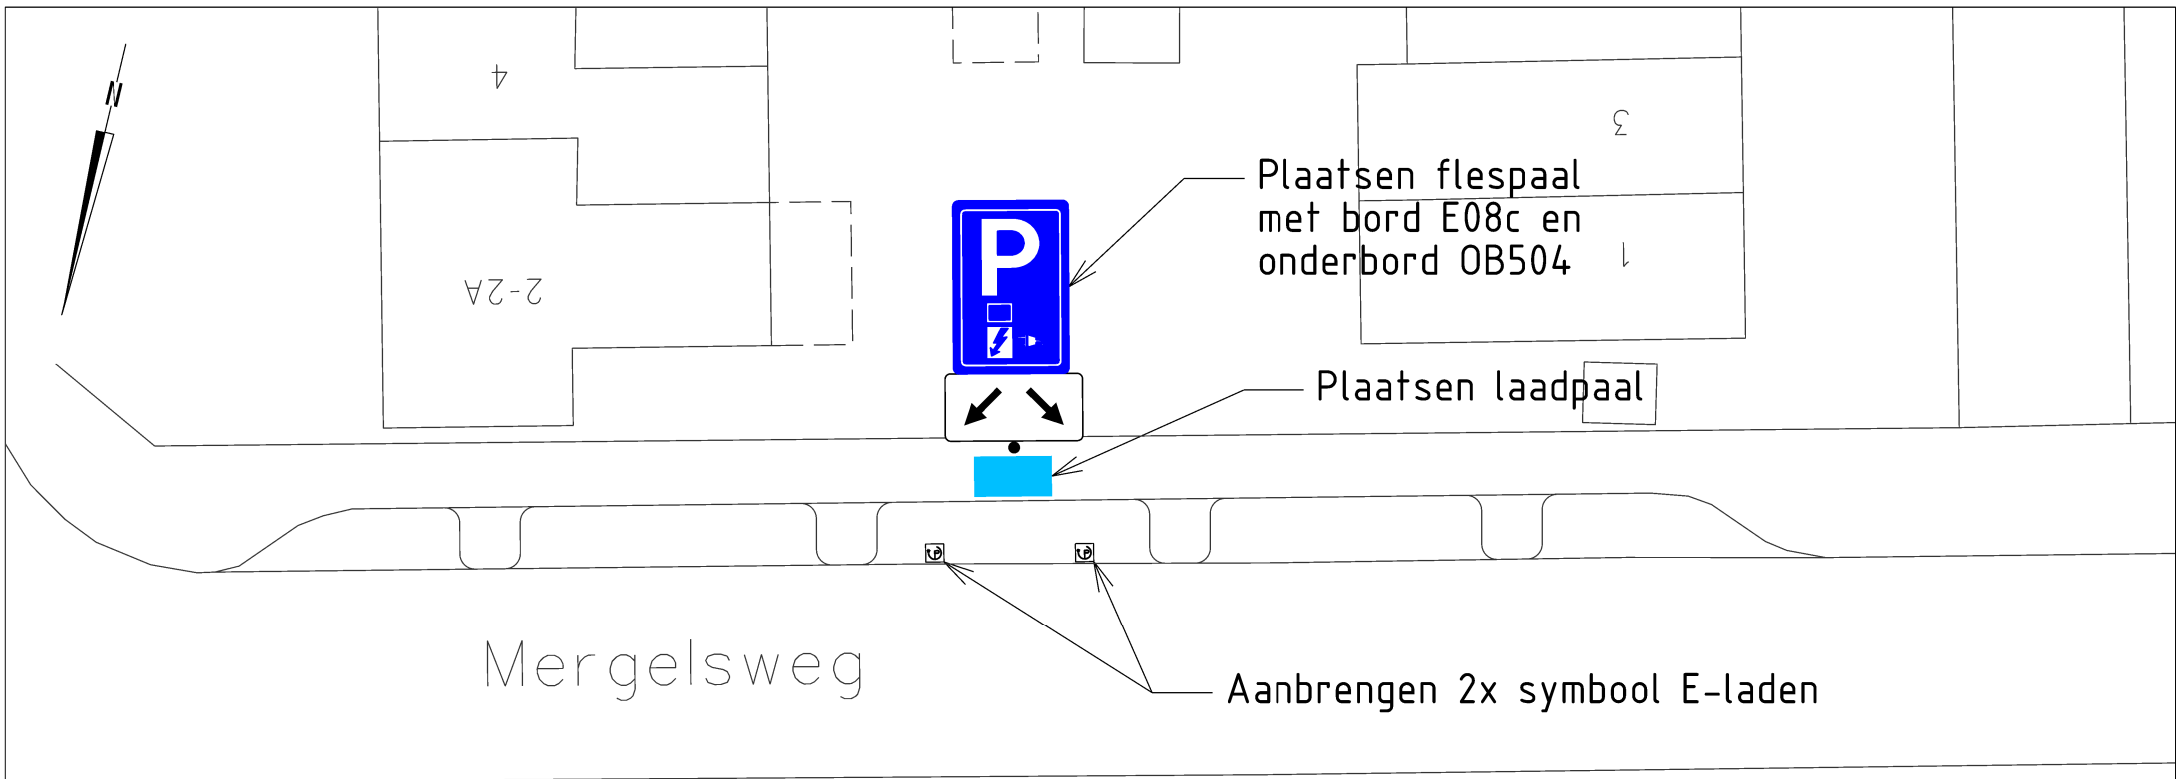 N
4
3
Plaatsen flespaal
met bord E08c en
onderbord OB504
1
2-2A
P
Plaatsen laadpaal
P
P
Mergelsweg
Aanbrengen 2x symbool E-laden